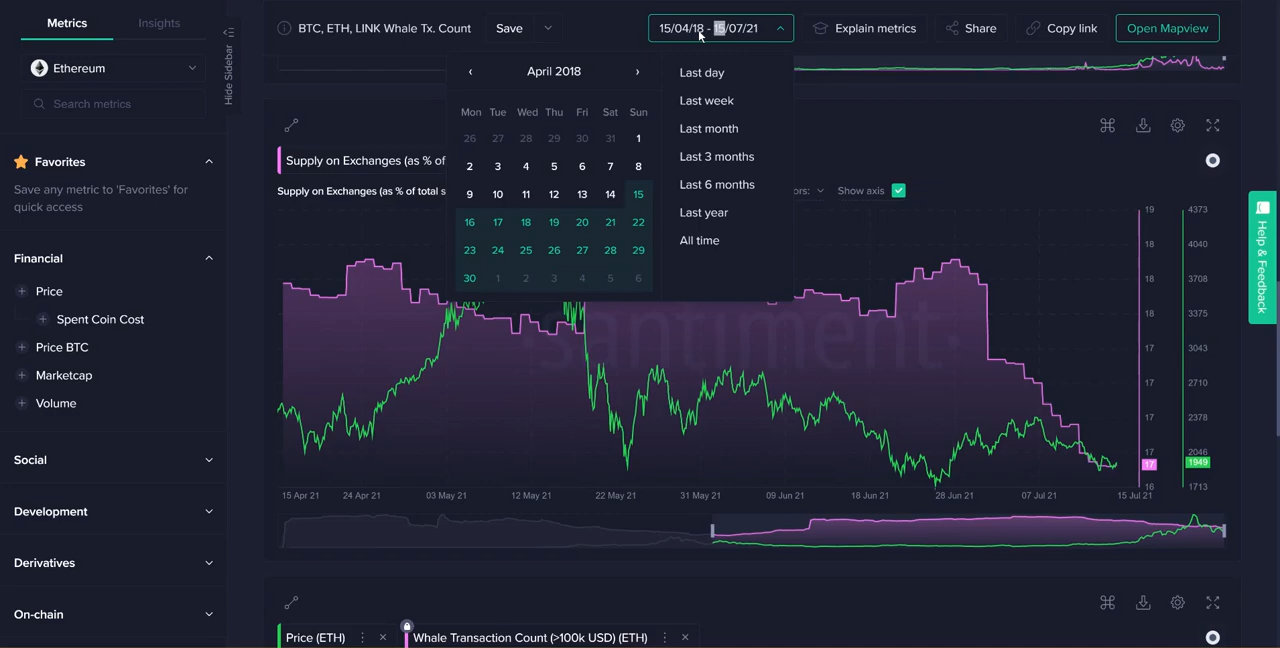 Metrics
Insights
BTC, ETH, LINK Whale Tx. Count
Save
15/04/18 - 15/07/21
Explain metrics
Share
Copy link
Open Mapview
Hide Sidebar
Ethereum
Search metrics
Favorites
Save any metric to 'Favorites' for
quick access
Financial
Price
Spent Coin Cost
Price BTC
Marketcap
Volume
Social
Development
Derivatives
On-chain
April 2018
Mon Tue Wed Thu Fri Sat Sun
26 27 28 29 30 31 1
2 3 4 5 6 7 8
9 10 11 12 13 14 15
16 17 18 19 20 21 22
23 24 25 26 27 28 29
30 1 2 3 4 5 6
Last day
Last week
Last month
Last 3 months
Last 6 months
Last year
All time
Supply on Exchanges (as % of
Supply on Exchanges (as % of total s
ors:
Show axis
19
18
18
18
17
17
17
17
17
16
4373
4040
3708
3375
3043
2710
2378
2046
1949
1713
santiment
15 Apr 21
24 Apr 21
03 May 21
12 May 21
22 May 21
31 May 21
09 Jun 21
18 Jun 21
28 Jun 21
07 Jul 21
15 Jul 21
Help & Feedback
Price (ETH)
Whale Transaction Count (>100k USD) (ETH)